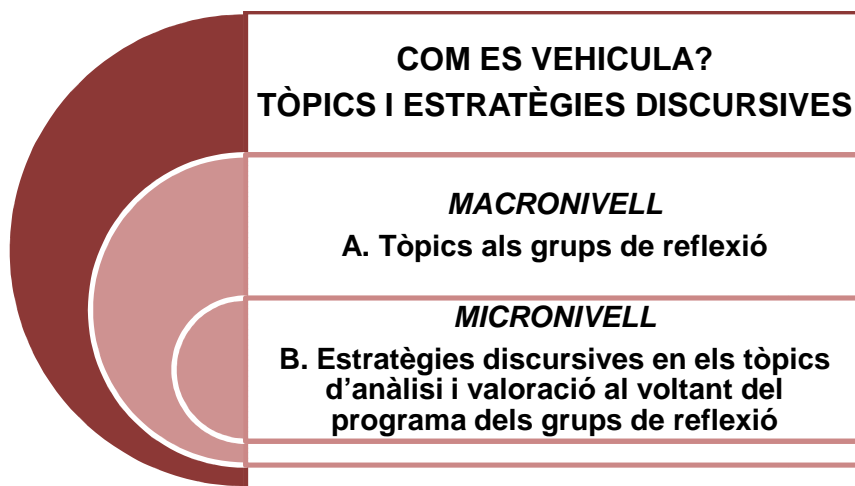 COM ES VEHICULA?
TÒPICS I ESTRATÈGIES DISCURSIVES
MACRONIVELL
A. Tòpics als grups de reflexió
MICRONIVELL
B. Estratègies discursives en els tòpics
d’anàlisi i valoració al voltant del
programa dels grups de reflexió